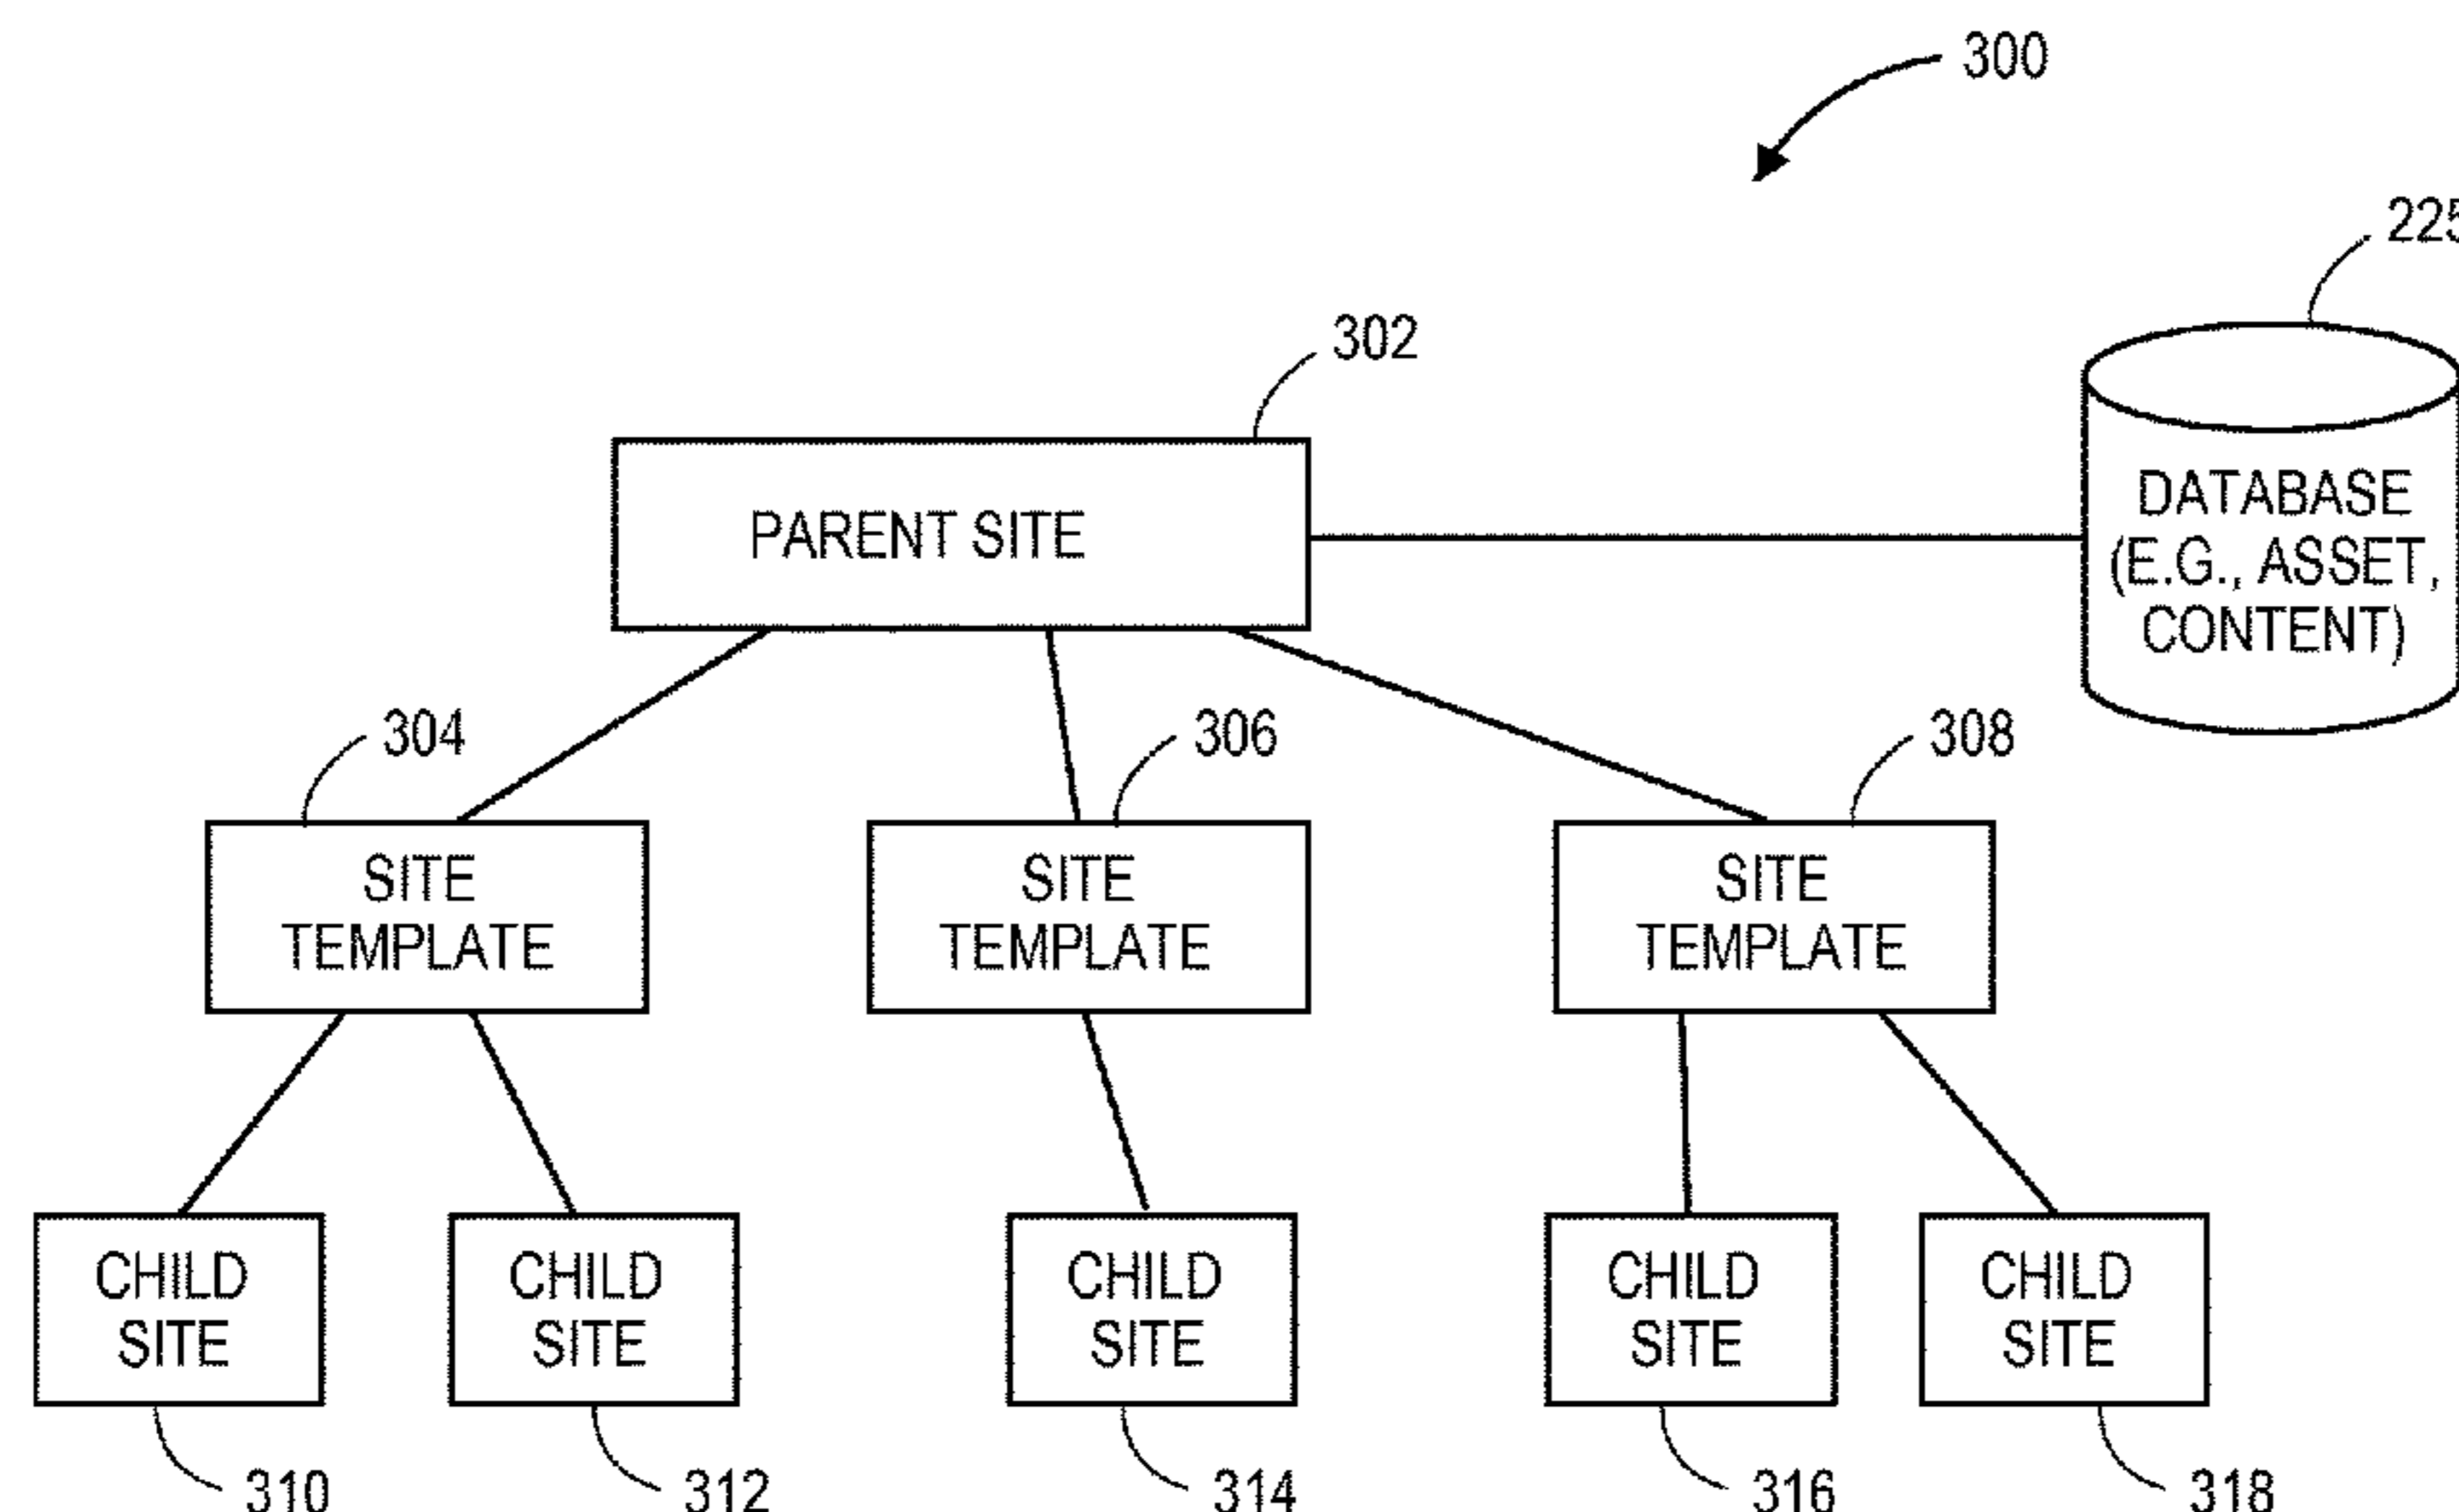 300
225
302
PARENT SITE
DATABASE
(E.G., ASSET,
CONTENT)
304
306
308
SITE
TEMPLATE
SITE
TEMPLATE
SITE
TEMPLATE
CHILD
SITE
CHILD
SITE
CHILD
SITE
CHILD
SITE
CHILD
SITE
310
312
314
316
318